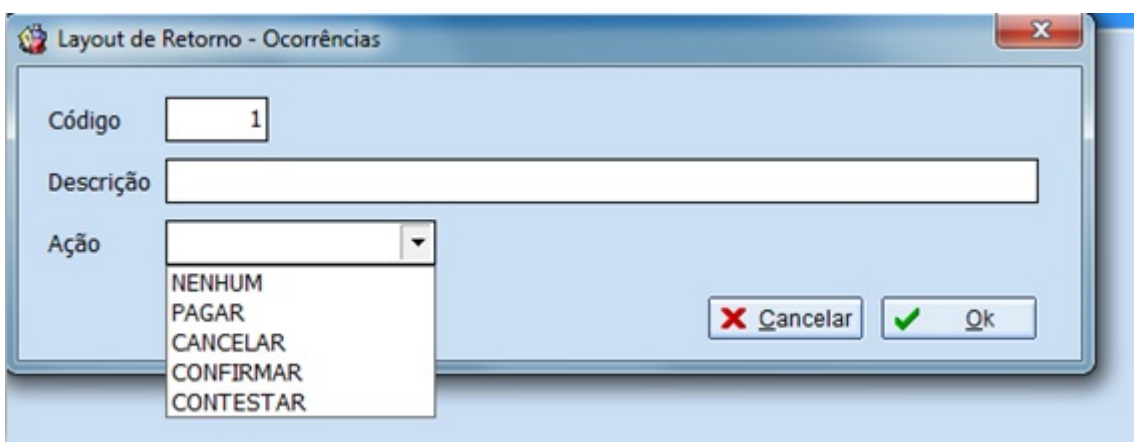 Layout de Retorno - Ocorrências
Código 1
Descrição
Ação
NENHUM
PAGAR
CANCELAR
CONFIRMAR
CONTESTAR
Cancelar Ok